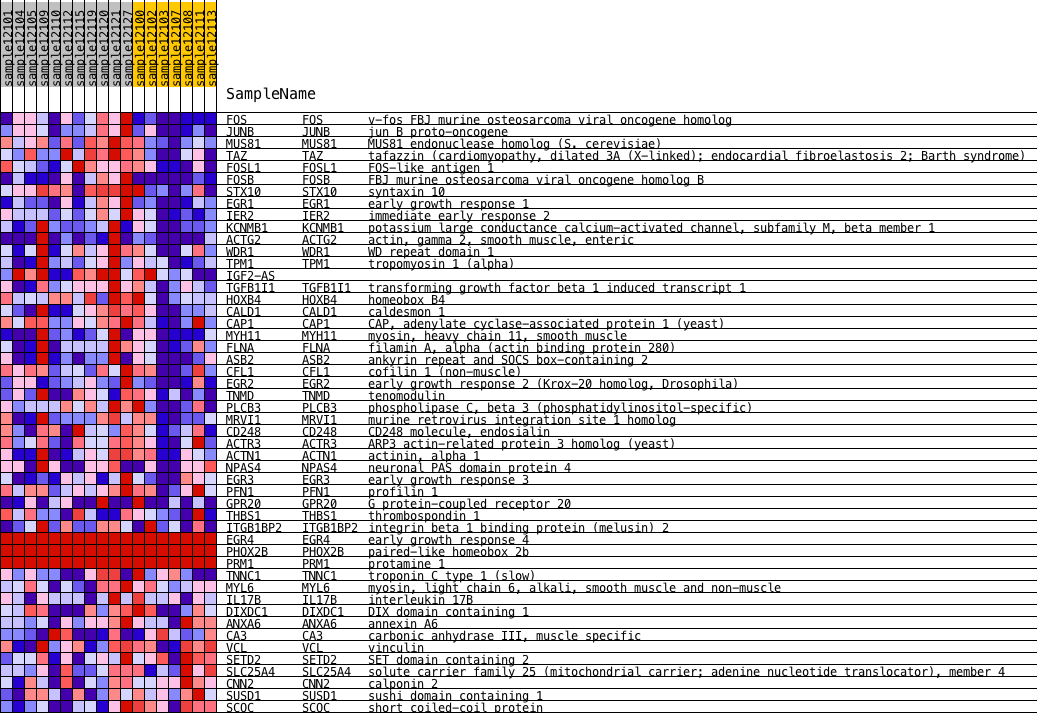 sample12101
sample12104
sample12105
sample12109
sample12110
sample12112
sample12115
sample12119
sample12120
sample12121
sample12127
sample12100
sample12102
sample12103
sample12107
sample12108
sample12111
sample12113
SampleName
FOS FOS v-fos FBJ murine osteosarcoma viral oncogene homolog
JUNB JUNB jun B proto-oncogene
MUS81 MUS81 MUS81 endonuclease homolog (S. cerevisiae)
TAZ TAZ tafazzin (cardiomyopathy, dilated 3A (X-linked); endocardial fibroelastosis 2; Barth syndrome)
FOSL1 FOSL1 FOS-like antigen 1
FOSB FOSB FBJ murine osteosarcoma viral oncogene homolog B
STX10 STX10 syntaxin 10
EGR1 EGR1 early growth response 1
IER2 IER2 immediate early response 2
KCNMB1 KCNMB1 potassium large conductance calcium-activated channel, subfamily M, beta member 1
ACTG2 ACTG2 actin, gamma 2, smooth muscle, enteric
WDR1 WDR1 WD repeat domain 1
TPM1 TPM1 tropomyosin 1 (alpha)
IGF2-AS
TGFB1I1 TGFB1I1 transforming growth factor beta 1 induced transcript 1
HOXB4 HOXB4 homeobox B4
CALD1 CALD1 caldesmon 1
CAP1 CAP1 CAP, adenylate cyclase-associated protein 1 (yeast)
MYH11 MYH11 myosin, heavy chain 11, smooth muscle
FLNA FLNA filamin A, alpha (actin binding protein 280)
ASB2 ASB2 ankyrin repeat and SOCS box-containing 2
CFL1 CFL1 cofilin 1 (non-muscle)
EGR2 EGR2 early growth response 2 (Krox-20 homolog, Drosophila)
TNMD TNMD tenomodulin
PLCB3 PLCB3 phospholipase C, beta 3 (phosphatidylinositol-specific)
MRVI1 MRVI1 murine retrovirus integration site 1 homolog
CD248 CD248 CD248 molecule, endosialin
ACTR3 ACTR3 ARP3 actin-related protein 3 homolog (yeast)
ACTN1 ACTN1 actinin, alpha 1
NPAS4 NPAS4 neuronal PAS domain protein 4
EGR3 EGR3 early growth response 3
PFN1 PFN1 profilin 1
GPR20 GPR20 G protein-coupled receptor 20
THBS1 THBS1 thrombospondin 1
ITGB1BP2 ITGB1BP2 integrin beta 1 binding protein (melusin) 2
EGR4 EGR4 early growth response 4
PHOX2B PHOX2B paired-like homeobox 2b
PRM1 PRM1 protamine 1
TNNC1 TNNC1 troponin C type 1 (slow)
MYL6 MYL6 myosin, light chain 6, alkali, smooth muscle and non-muscle
IL17B IL17B interleukin 17B
DIXDC1 DIXDC1 DIX domain containing 1
ANXA6 ANXA6 annexin A6
CA3 CA3 carbonic anhydrase III, muscle specific
VCL VCL vinculin
SETD2 SETD2 SET domain containing 2
SLC25A4 SLC25A4 solute carrier family 25 (mitochondrial carrier; adenine nucleotide translocator), member 4
CNN2 CNN2 calponin 2
SUSD1 SUSD1 sushi domain containing 1
SCOC SCOC short coiled-coil protein